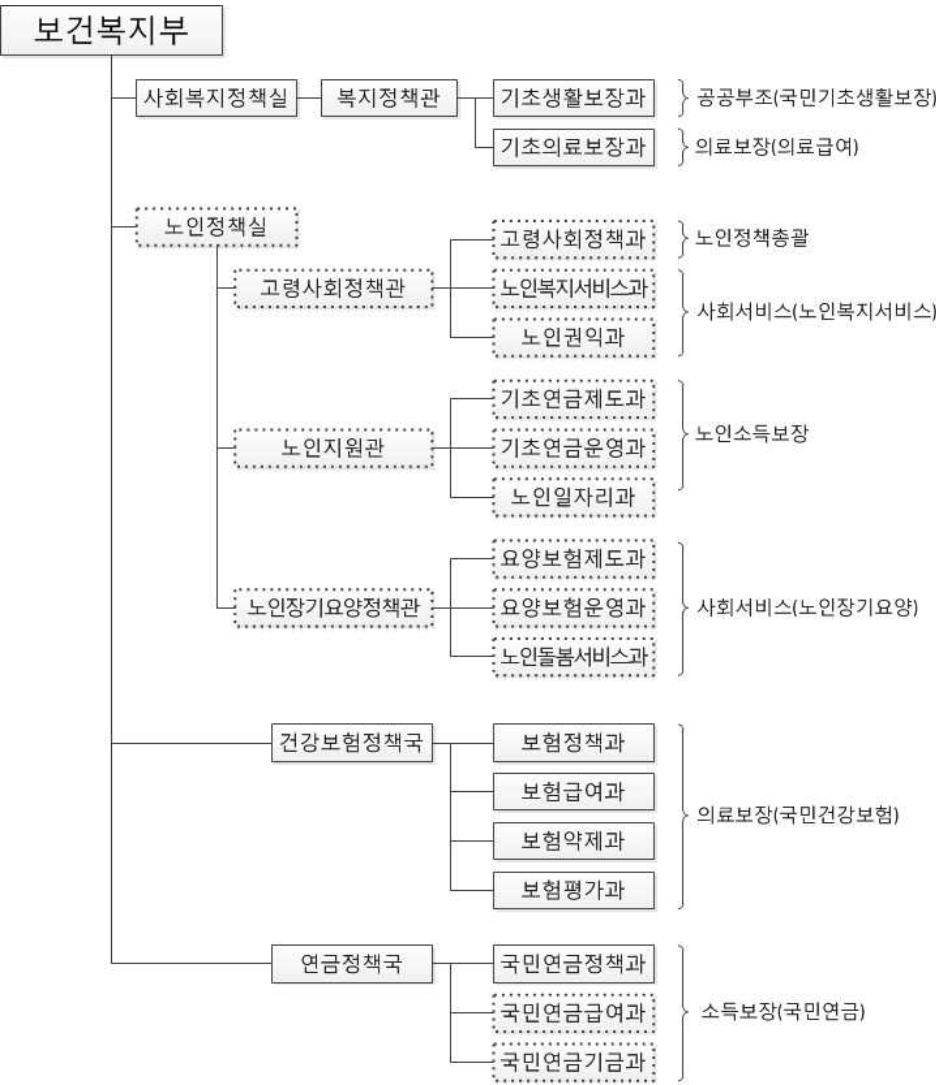 보건복지부
사회복지정책실
복지정책관
기초생활보장과
공공부조(국민기초생활보장)
기초의료보장과
의료보장(의료급여)
노인정책실
고령사회정책관
고령사회정책과
노인정책총괄
노인복지서비스과
노인권익과
사회서비스(노인복지서비스)
노인지원관
기초연금제도과
기초연금운영과
노인일자리과
노인소득보장
노인장기요양정책관
요양보험제도과
요양보험운영과
노인돌봄서비스과
사회서비스(노인장기요양)
건강보험정책국
보험정책과
보험급여과
보험약제과
보험평가과
의료보장(국민건강보험)
연금정책국
국민연금정책과
국민연금급여과
국민연금기금과
소득보장(국민연금)